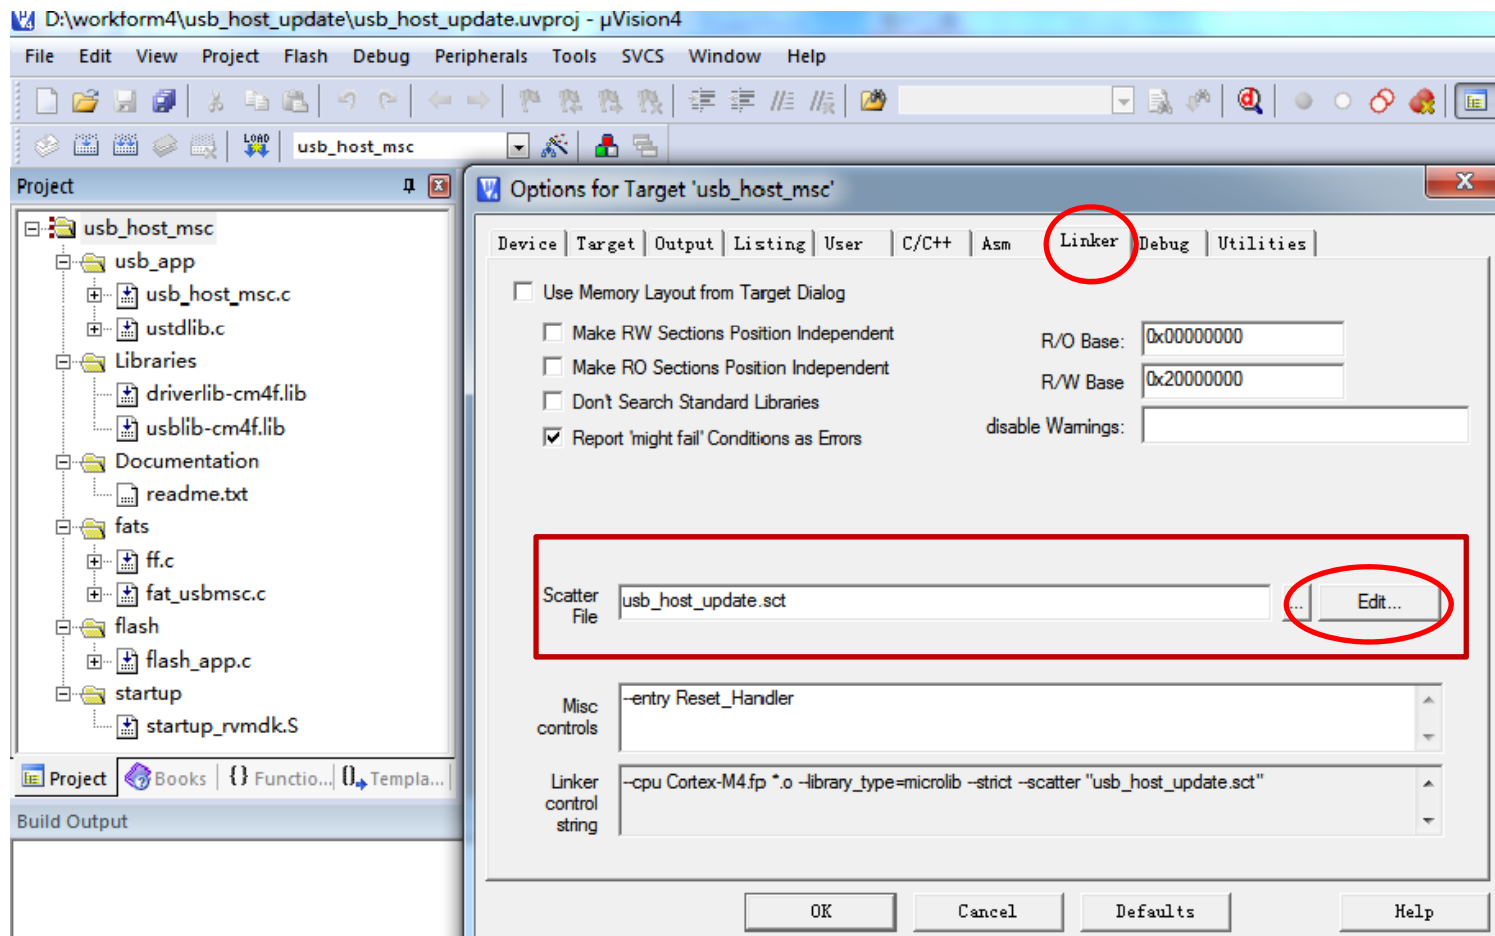 D:\workform4\usb_host_update\usb_host_update.uvproj - µVision4
File Edit View Project Flash Debug Peripherals Tools SVCS Window Help
LOAD
usb_host_msc
Project
Options for Target 'usb_host_msc'
usb_host_msc
usb_app
usb_host_msc.c
ustdlib.c
Libraries
driverlib-cm4f.lib
usblib-cm4f.lib
Documentation
readme.txt
fats
ff.c
fat_usbmsc.c
flash
flash_app.c
startup
startup_rvmdk.S
Project Books {} Functio... Templa...
Build Output
Device Target Output Listing User C/C++ Asm Linker Debug Utilities
Use Memory Layout from Target Dialog
Make RW Sections Position Independent
Make RO Sections Position Independent
Don't Search Standard Libraries
Report 'might fail' Conditions as Errors
R/O Base: 0x00000000
R/W Base 0x20000000
disable Warnings:
Scatter
File
usb_host_update.sct
... Edit...
Misc
controls
--entry Reset_Handler
Linker
control
string
--cpu Cortex-M4.fp *.o --library_type=microlib --strict --scatter "usb_host_update.sct"
OK Cancel Defaults Help